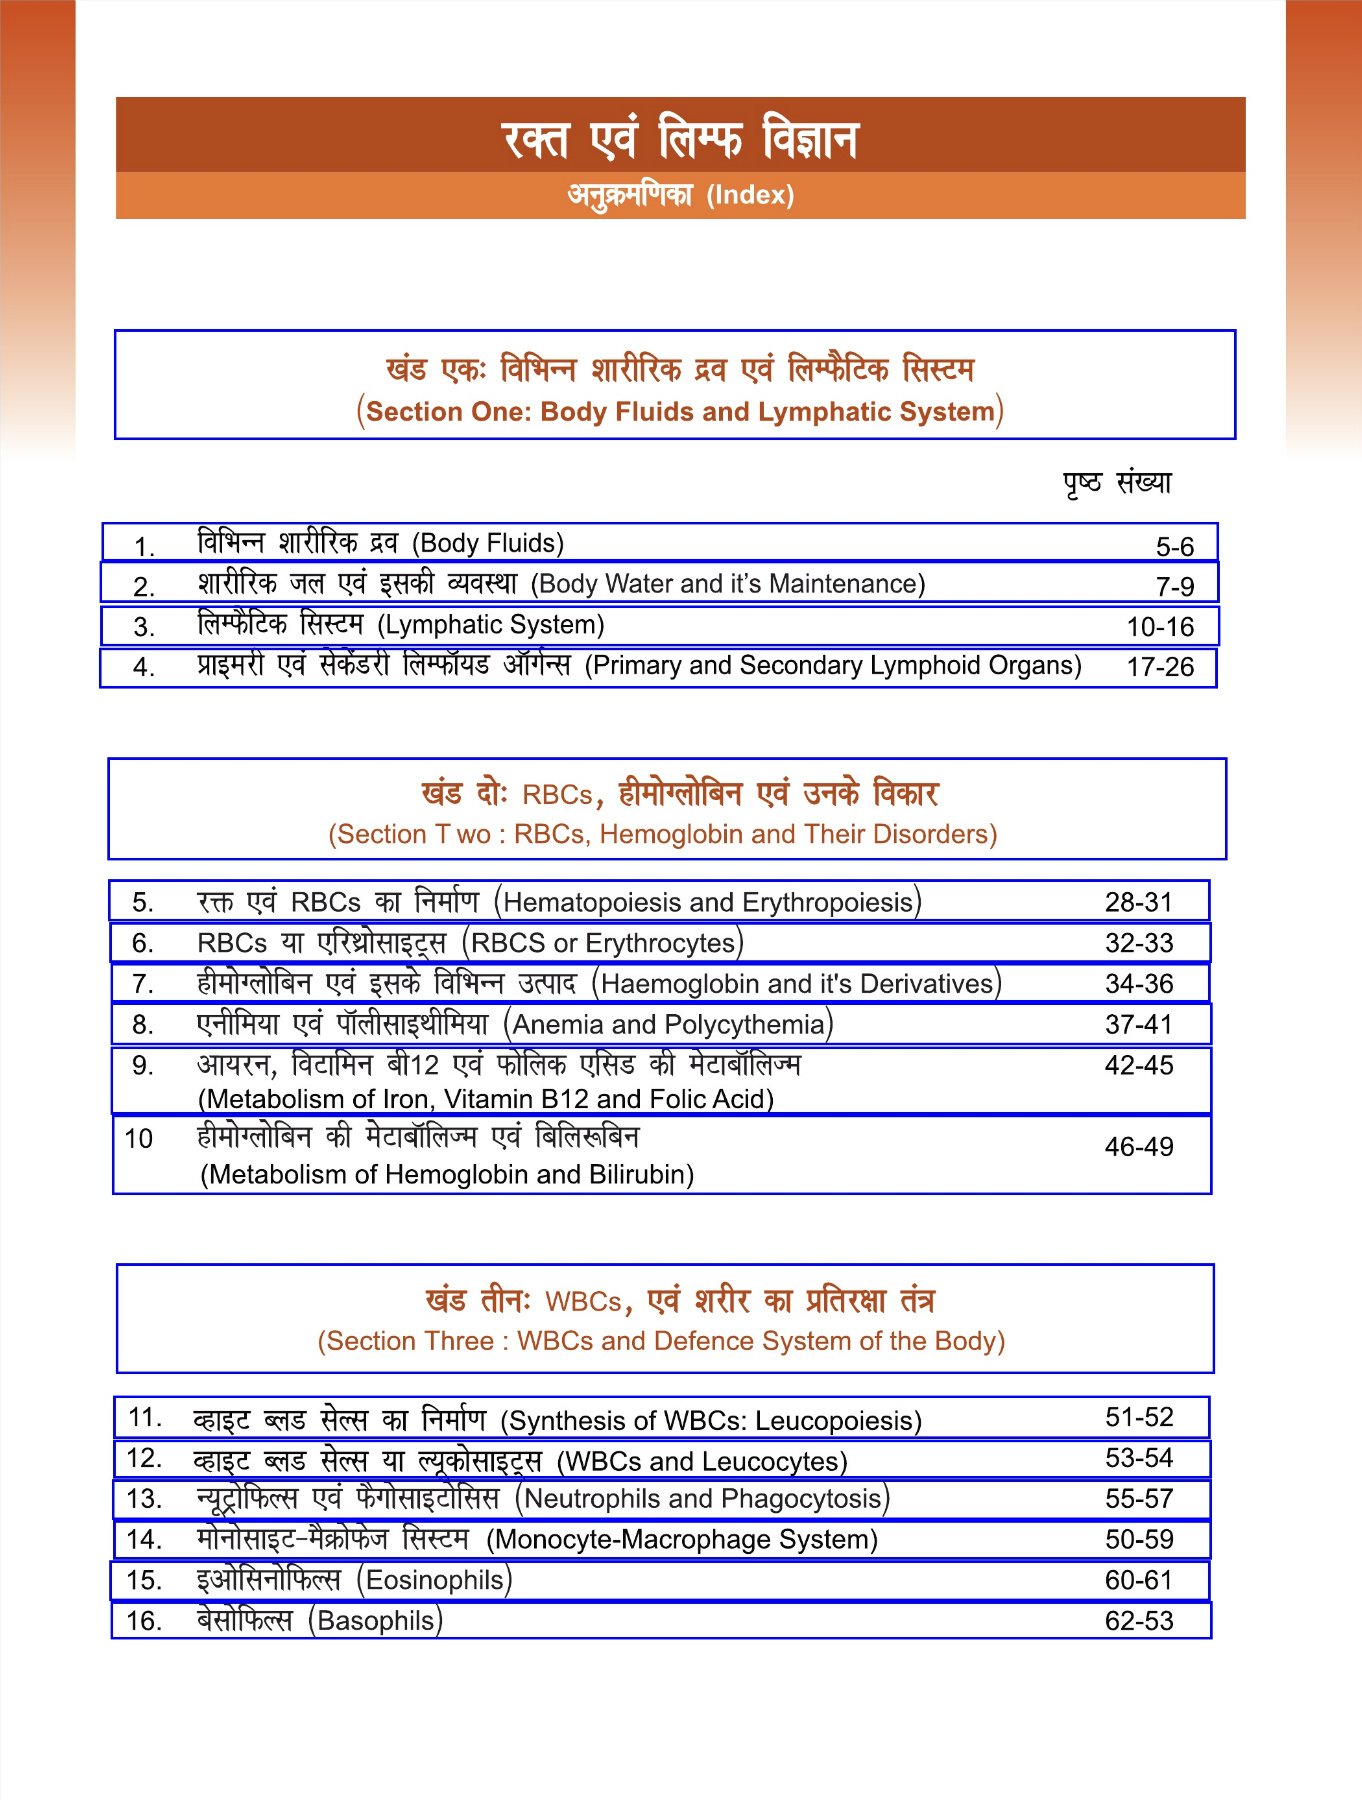 रक्त एवं लिम्फ विज्ञान
अनुक्रमणिका (Index)
खंड एकः विभिन्न शारीरिक द्रव एवं लिम्फैटिक सिस्टम
(Section One: Body Fluids and Lymphatic System)
पृष्ठ संख्या
1. विभिन्न शारीरिक द्रव (Body Fluids) 5-6
2. शारीरिक जल एवं इसकी व्यवस्था (Body Water and it’s Maintenance) 7-9
3. लिम्फैटिक सिस्टम (Lymphatic System) 10-16
4. प्राइमरी एवं सेकेंडरी लिम्फॉयड ऑर्गन्स (Primary and Secondary Lymphoid Organs) 17-26
खंड दोः RBCs, हीमोग्लोबिन एवं उनके विकार
(Section T wo : RBCs, Hemoglobin and Their Disorders)
5. रक्त एवं RBCs का निर्माण (Hematopoiesis and Erythropoiesis) 28-31
6. RBCs या एरिथ्रोसाइट्स (RBCS or Erythrocytes) 32-33
7. हीमोग्लोबिन एवं इसके विभिन्न उत्पाद (Haemoglobin and it's Derivatives) 34-36
8. एनीमिया एवं पॉलीसाइथीमिया (Anemia and Polycythemia) 37-41
9. आयरन, विटामिन बी12 एवं फोलिक एसिड की मेटाबॉलिज्म 42-45
(Metabolism of Iron, Vitamin B12 and Folic Acid)
10 हीमोग्लोबिन की मेटाबॉलिज्म एवं बिलिरूबिन 46-49
(Metabolism of Hemoglobin and Bilirubin)
खंड तीनः WBCs, एवं शरीर का प्रतिरक्षा तंत्र
(Section Three : WBCs and Defence System of the Body)
11. व्हाइट ब्लड सेल्स का निर्माण (Synthesis of WBCs: Leucopoiesis) 51-52
12. व्हाइट ब्लड सेल्स या ल्यूकोसाइट्स (WBCs and Leucocytes) 53-54
13. न्यूट्रोफिल्स एवं फैगोसाइटोसिस (Neutrophils and Phagocytosis) 55-57
14. मोनोसाइट-मैक्रोफेज सिस्टम (Monocyte-Macrophage System) 50-59
15. इओसिनोफिल्स (Eosinophils) 60-61
16. बेसोफिल्स (Basophils) 62-53